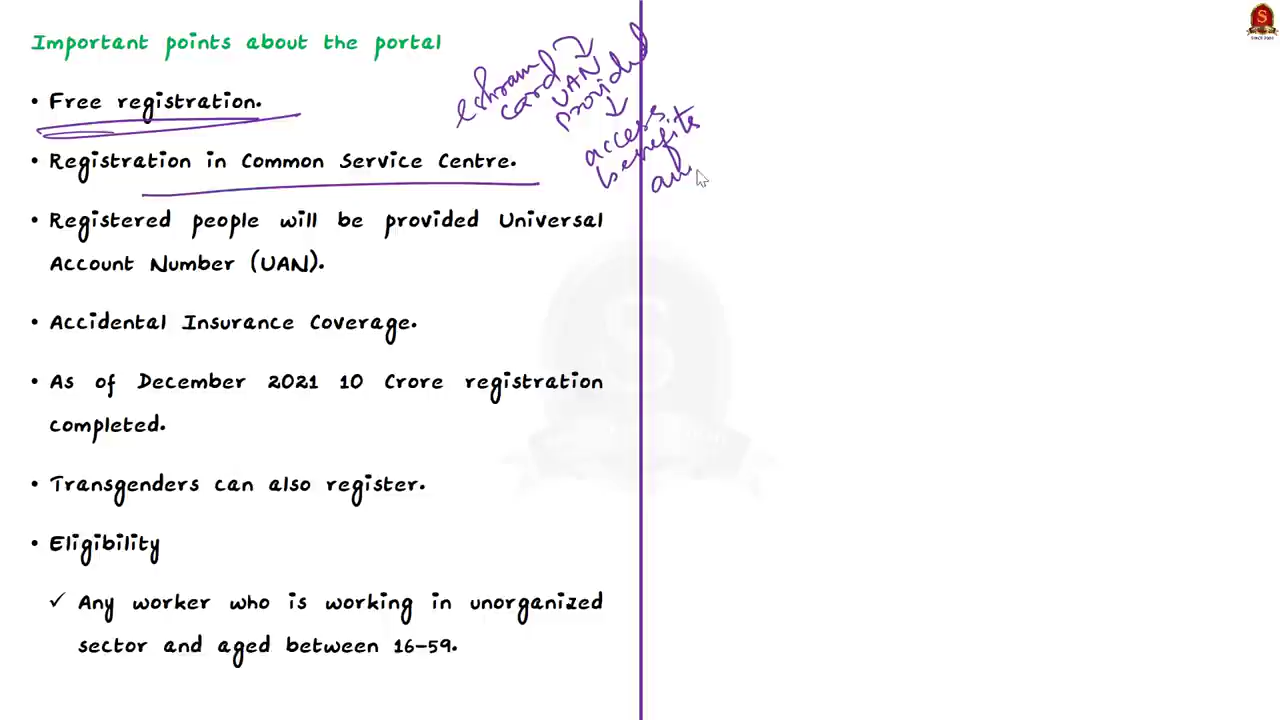 Important points about the portal
eshram
card
UAN
provided
access
benefits
• Free registration.
• Registration in Common Service Centre.
• Registered people will be provided Universal
Account Number (UAN).
• Accidental Insurance Coverage.
• As of December 2021 10 Crore registration
completed.
• Transgenders can also register.
• Eligibility
✓ Any worker who is working in unorganized
sector and aged between 16-59.
S